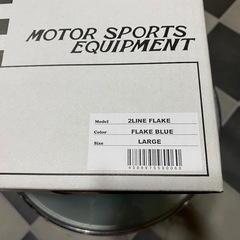 MOTOR SPORTS
EQUIPMENT
Model 2LINE FLAKE
Color FLAKE BLUE
Size LARGE